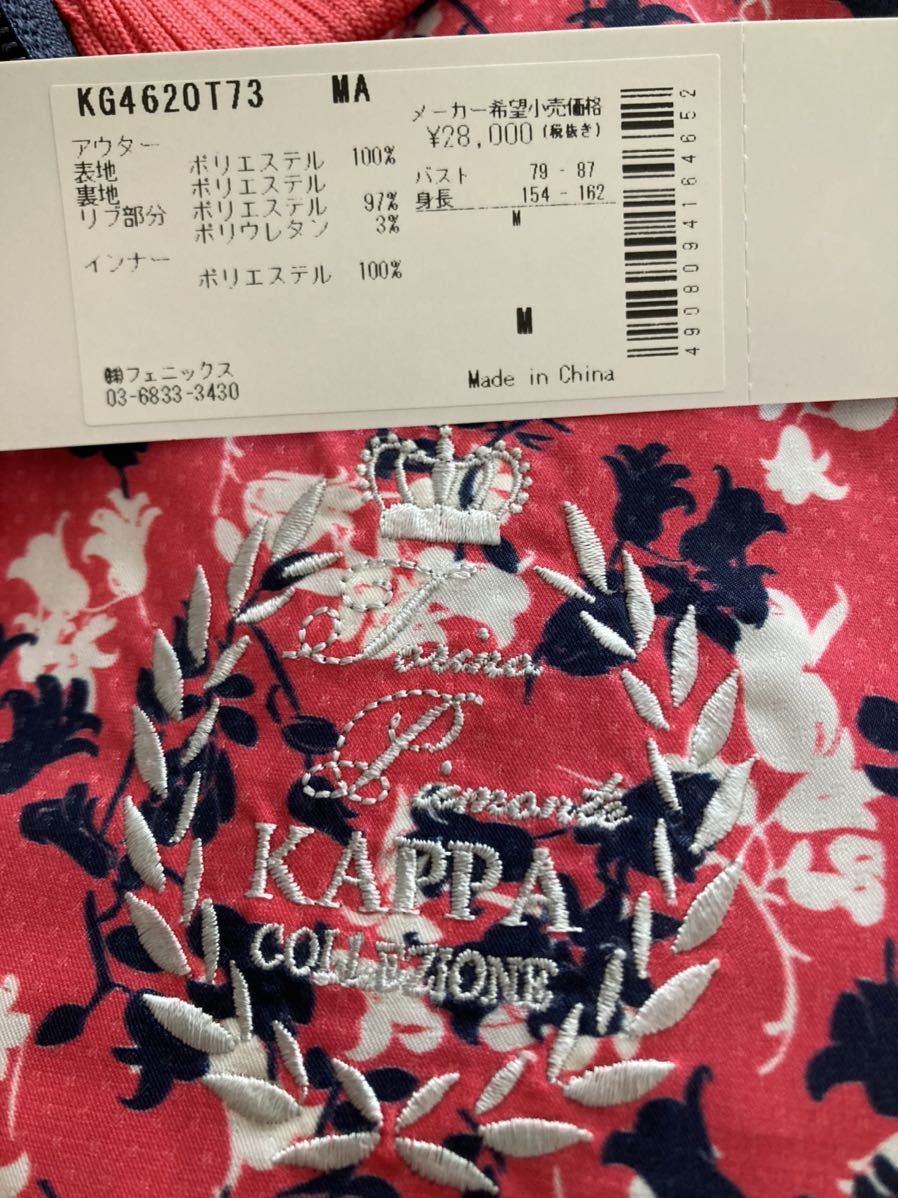 KG4620T73 MA
メーカー希望小売価格
¥28,000(税抜き)
アウター
表地 ポリエステル 100%
裏地 ポリエステル
リブ部分 ポリエステル 97%
ポリウレタン 3%
インナー
ポリエステル 100%
バスト 79 - 87
身長 154 - 162
M
M
㈱フェニックス
03-6833-3430
Made in China
4908094164652
Torino
Piemonte
KAPPA
COLLEZIONE